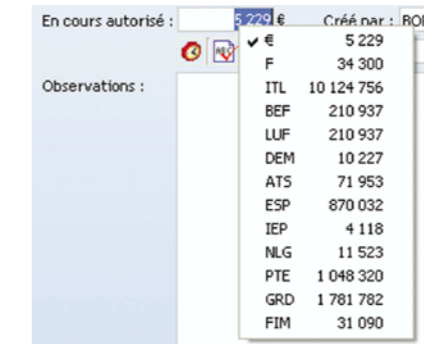 En cours autorisé : 5 229 € Créé par : BO
ABC
Observations :
✓ € 5 229
F 34 300
ITL 10 124 756
BEF 210 937
LUF 210 937
DEM 10 227
ATS 71 953
ESP 870 032
IEP 4 118
NLG 11 523
PTE 1 048 320
GRD 1 781 782
FIM 31 090